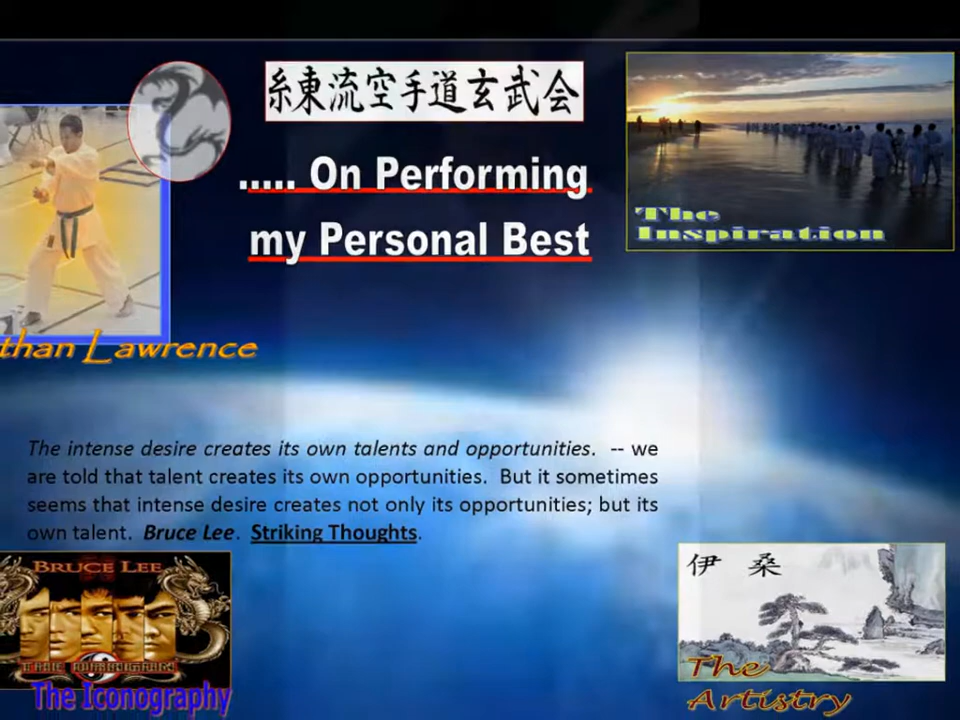 糸東流空手道玄武会
..... On Performing
my Personal Best
The
Inspiration
than Lawrence
The intense desire creates its own talents and opportunities. -- we
are told that talent creates its own opportunities. But it sometimes
seems that intense desire creates not only its opportunities; but its
own talent. Bruce Lee. Striking Thoughts.
BRUCE LEE
THE DRAGON
The Iconography
伊 桑
The
Artistry